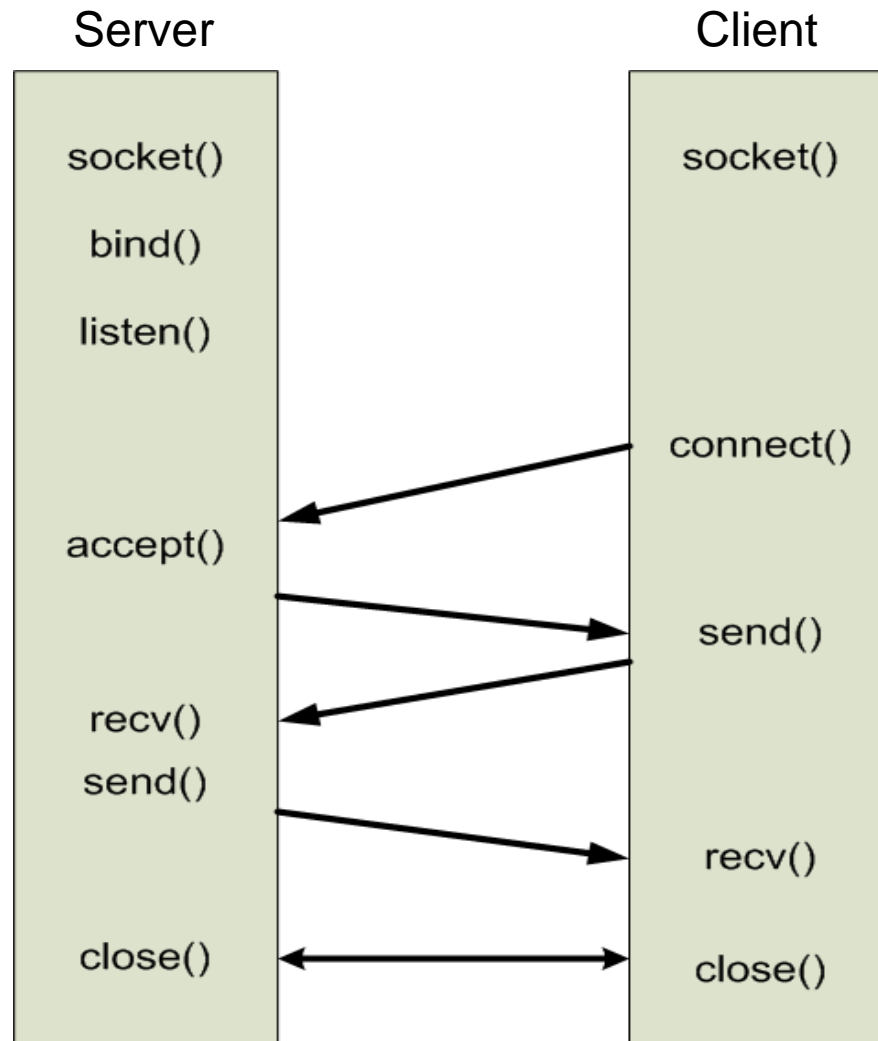 Server
Client
socket()
socket()
bind()
listen()
connect()
accept()
send()
recv()
send()
recv()
close()
close()